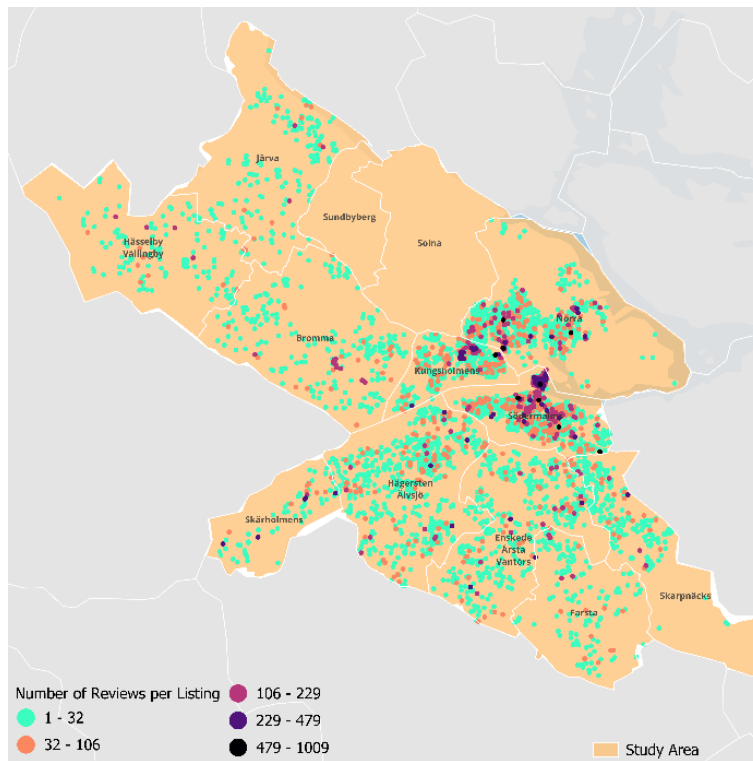 Järva
Sundbyberg
Solna
Hässelby
Vällingby
Norra
Bromma
Kungsholmens
Södermalms
Hägersten
Älvsjö
Skärholmens
Enskede
Årsta
Vantörs
Skarpnäcks
Farsta
Number of Reviews per Listing
1 - 32
32 - 106
106 - 229
229 - 479
479 - 1009
Study Area